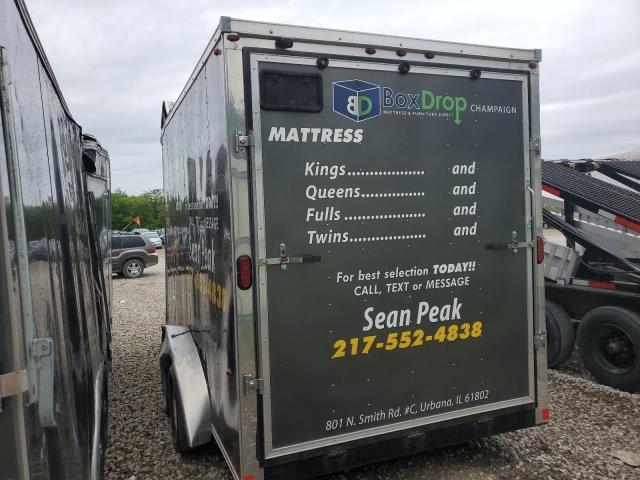 BD BoxDrop CHAMPAIGN
MATTRESS & FURNITURE DIRECT
MATTRESS
Kings.................. and
Queens............... and
Fulls.................... and
Twins.................. and
For best selection TODAY!!
CALL, TEXT or MESSAGE
Sean Peak
217-552-4838
801 N. Smith Rd. #C, Urbana, IL 61802